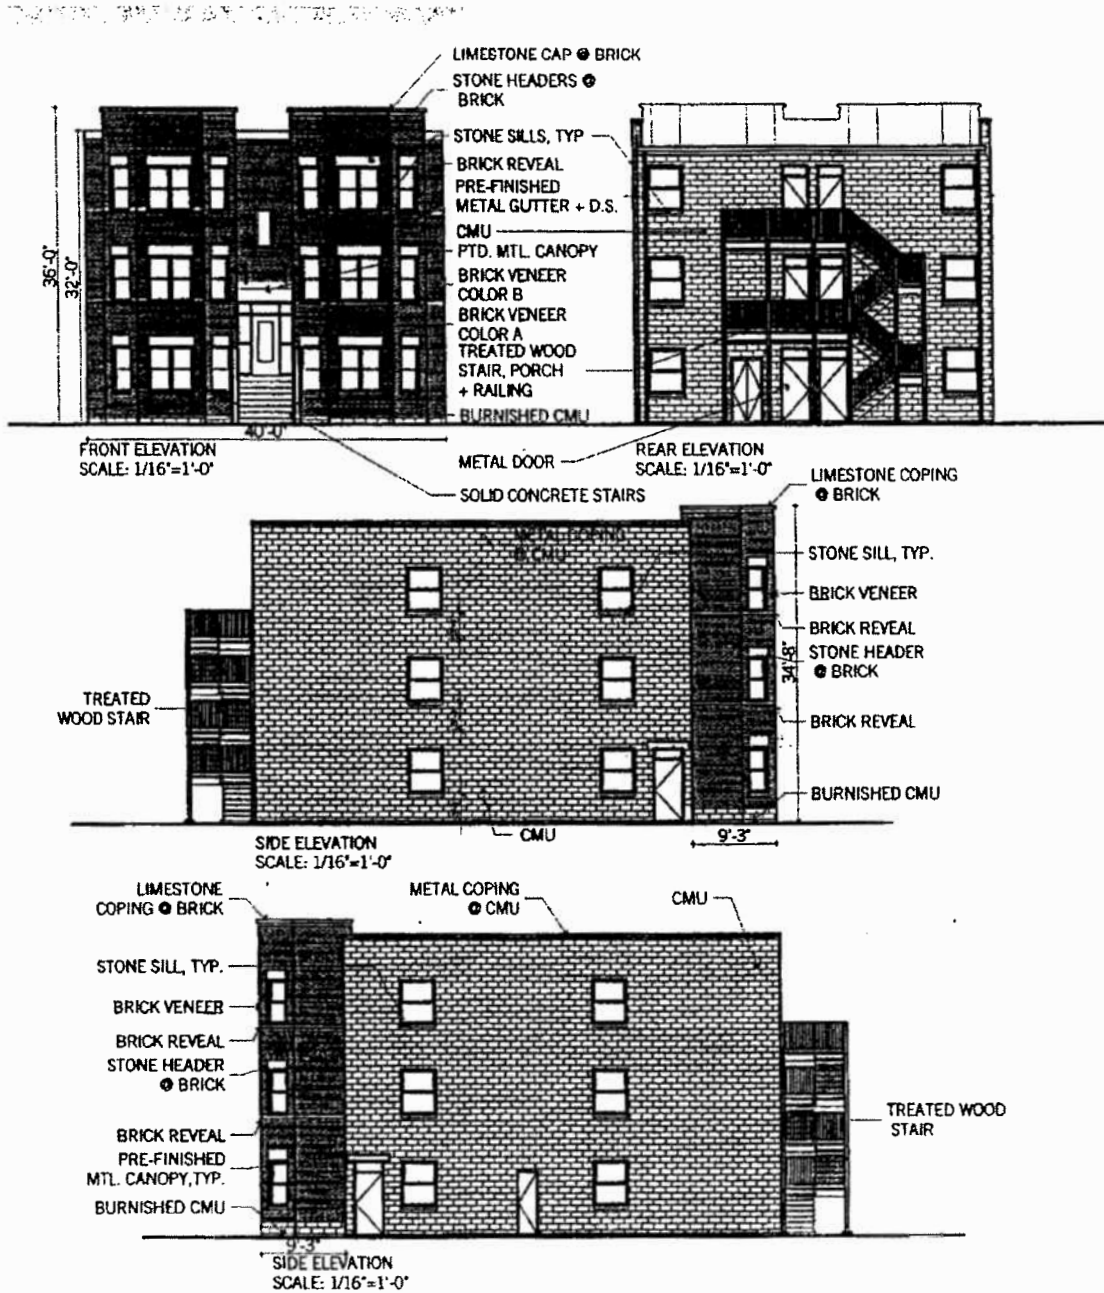 LIMESTONE CAP @ BRICK
STONE HEADERS @
BRICK
STONE SILLS, TYP
BRICK REVEAL
PRE-FINISHED
METAL GUTTER + D.S.
CMU
PTD. MTL. CANOPY
BRICK VENEER
COLOR B
BRICK VENEER
COLOR A
TREATED WOOD
STAIR, PORCH
+ RAILING
BURNISHED CMU
36'-0"
32'-0"
40'-0"
FRONT ELEVATION
SCALE: 1/16"=1'-0"
METAL DOOR
REAR ELEVATION
SCALE: 1/16"=1'-0"
SOLID CONCRETE STAIRS
LIMESTONE COPING
@ BRICK
METAL COPING
@ CMU
STONE SILL, TYP.
BRICK VENEER
BRICK REVEAL
STONE HEADER
@ BRICK
34'-8"
BRICK REVEAL
BURNISHED CMU
TREATED
WOOD STAIR
CMU
9'-3"
SIDE ELEVATION
SCALE: 1/16"=1'-0"
LIMESTONE
COPING @ BRICK
METAL COPING
@ CMU
CMU
STONE SILL, TYP.
BRICK VENEER
BRICK REVEAL
STONE HEADER
@ BRICK
BRICK REVEAL
PRE-FINISHED
MTL. CANOPY,TYP.
BURNISHED CMU
TREATED WOOD
STAIR
9'-3"
SIDE ELEVATION
SCALE: 1/16"=1'-0"